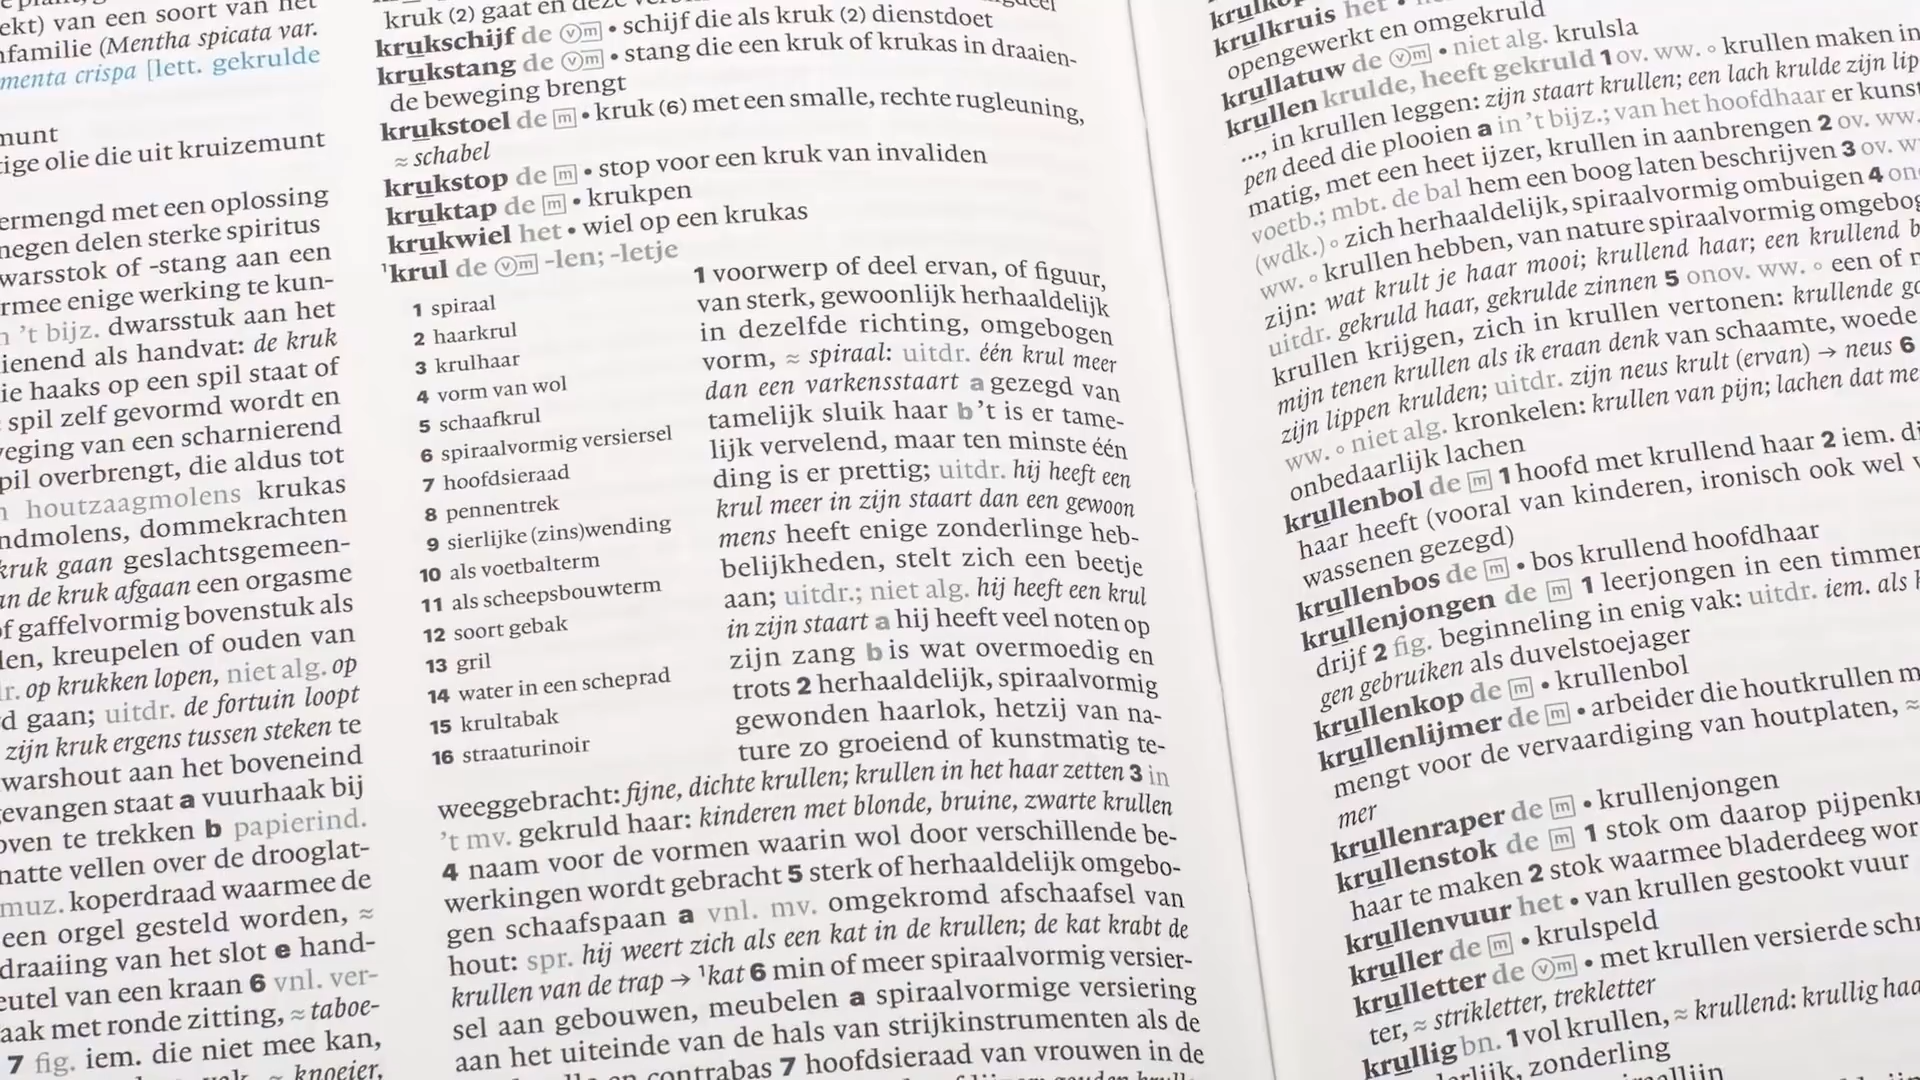 ekt) van een soort van het
nfamilie (Mentha spicata var.
menta crispa [lett. gekrulde
munt
tige olie die uit kruizemunt
ermengd met een oplossing
negen delen sterke spiritus
warsstok of -stang aan een
rmee enige werking te kun-
n 't bijz. dwarsstuk aan het
ienend als handvat: de kruk
ie haaks op een spil staat of
spil zelf gevormd wordt en
veging van een scharnierend
pil overbrengt, die aldus tot
n houtzaagmolens krukas
ndmolens, dommekrachten
kruk gaan geslachtsgemeen-
an de kruk afgaan een orgasme
of gaffelvormig bovenstuk als
len, kreupelen of ouden van
r. op krukken lopen, niet alg. op
d gaan; uitdr. de fortuin loopt
zijn kruk ergens tussen steken te
warshout aan het boveneind
evangen staat a vuurhaak bij
oven te trekken b papierind.
natte vellen over de drooglat-
muz. koperdraad waarmee de
een orgel gesteld worden, ≈
draaiing van het slot e hand-
eutel van een kraan 6 vnl. ver-
aak met ronde zitting, ≈ taboe-
7 fig. iem. die niet mee kan,
≈ knoeier,
kruk (2) gaat en deze
krukschijf de (v)m • schijf die als kruk (2) dienstdoet
krukstang de (v)m • stang die een kruk of krukas in draaien-
de beweging brengt
krukstoel de m • kruk (6) met een smalle, rechte rugleuning,
≈ schabel
krukstop de m • stop voor een kruk van invaliden
kruktap de m • krukpen
krukwiel het • wiel op een krukas
¹krul de (v)m -len; -letje
1 spiraal
2 haarkrul
3 krulhaar
4 vorm van wol
5 schaafkrul
6 spiraalvormig versiersel
7 hoofdsieraad
8 pennentrek
9 sierlijke (zins)wending
10 als voetbalterm
11 als scheepsbouwterm
12 soort gebak
13 gril
14 water in een scheprad
15 krultabak
16 straaturinoir
1 voorwerp of deel ervan, of figuur,
van sterk, gewoonlijk herhaaldelijk
in dezelfde richting, omgebogen
vorm, ≈ spiraal: uitdr. één krul meer
dan een varkensstaart a gezegd van
tamelijk sluik haar b 't is er tame-
lijk vervelend, maar ten minste één
ding is er prettig; uitdr. hij heeft een
krul meer in zijn staart dan een gewoon
mens heeft enige zonderlinge heb-
belijkheden, stelt zich een beetje
aan; uitdr.; niet alg. hij heeft een krul
in zijn staart a hij heeft veel noten op
zijn zang b is wat overmoedig en
trots 2 herhaaldelijk, spiraalvormig
gewonden haarlok, hetzij van na-
ture zo groeiend of kunstmatig te-
weeggebracht: fijne, dichte krullen; krullen in het haar zetten 3 in
't mv. gekruld haar: kinderen met blonde, bruine, zwarte krullen
4 naam voor de vormen waarin wol door verschillende be-
werkingen wordt gebracht 5 sterk of herhaaldelijk omgebo-
gen schaafspaan a vnl. mv. omgekromd afschaafsel van
hout: spr. hij weert zich als een kat in de krullen; de kat krabt de
krullen van de trap → ¹kat 6 min of meer spiraalvormig versier-
sel aan gebouwen, meubelen a spiraalvormige versiering
aan het uiteinde van de hals van strijkinstrumenten als de
en contrabas 7 hoofdsieraad van vrouwen in de
krulkruis het •
opengewerkt en omgekruld
krullatuw de (v)m • niet alg. krulsla
krullen krulde, heeft gekruld 1 ov. ww. ° krullen maken in
..., in krullen leggen: zijn staart krullen; een lach krulde zijn lip
pen deed die plooien a in 't bijz.; van het hoofdhaar er kunst
matig, met een heet ijzer, krullen in aanbrengen 2 ov. ww.
voetb.; mbt. de bal hem een boog laten beschrijven 3 ov. w
(wdk.) ° zich herhaaldelijk, spiraalvormig ombuigen 4 on
ww. ° krullen hebben, van nature spiraalvormig omgebog
zijn: wat krult je haar mooi; krullend haar; een krullend b
uitdr. gekruld haar, gekrulde zinnen 5 onov. ww. ° een of
krullen krijgen, zich in krullen vertonen: krullende
mijn tenen krullen als ik eraan denk van schaamte, woede
zijn lippen krulden; uitdr. zijn neus krult (ervan) → neus 6
ww. ° niet alg. kronkelen: krullen van pijn; lachen dat me
onbedaarlijk lachen
krullenbol de m 1 hoofd met krullend haar 2 iem. di
haar heeft (vooral van kinderen, ironisch ook wel v
wassenen gezegd)
krullenbos de m • bos krullend hoofdhaar
krullenjongen de m 1 leerjongen in een timmer
drijf 2 fig. beginneling in enig vak: uitdr. iem. als
gen gebruiken als duvelstoejager
krullenkop de m • krullenbol
krullenlijmer de m • arbeider die houtkrullen m
mengt voor de vervaardiging van houtplaten, ≈
mer
krullenraper de m • krullenjongen
krullenstok de m 1 stok om daarop pijpenk
haar te maken 2 stok waarmee bladerdeeg wor
krullenvuur het • van krullen gestookt vuur
kruller de m • krulspeld
krulletter de (v)m • met krullen versierde sch
ter, ≈ strikletter, trekletter
krullig bn. 1 vol krullen, ≈ krullend: krullig haa
zonderling